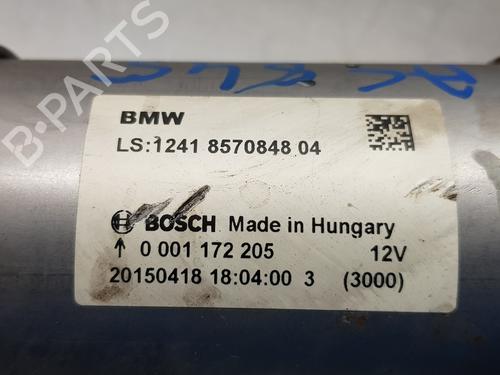 B-PARTS
BMW
LS:1241 8570848 04
BOSCH Made in Hungary
↑ 0 001 172 205 12V
20150418 18:04:00 3 (3000)